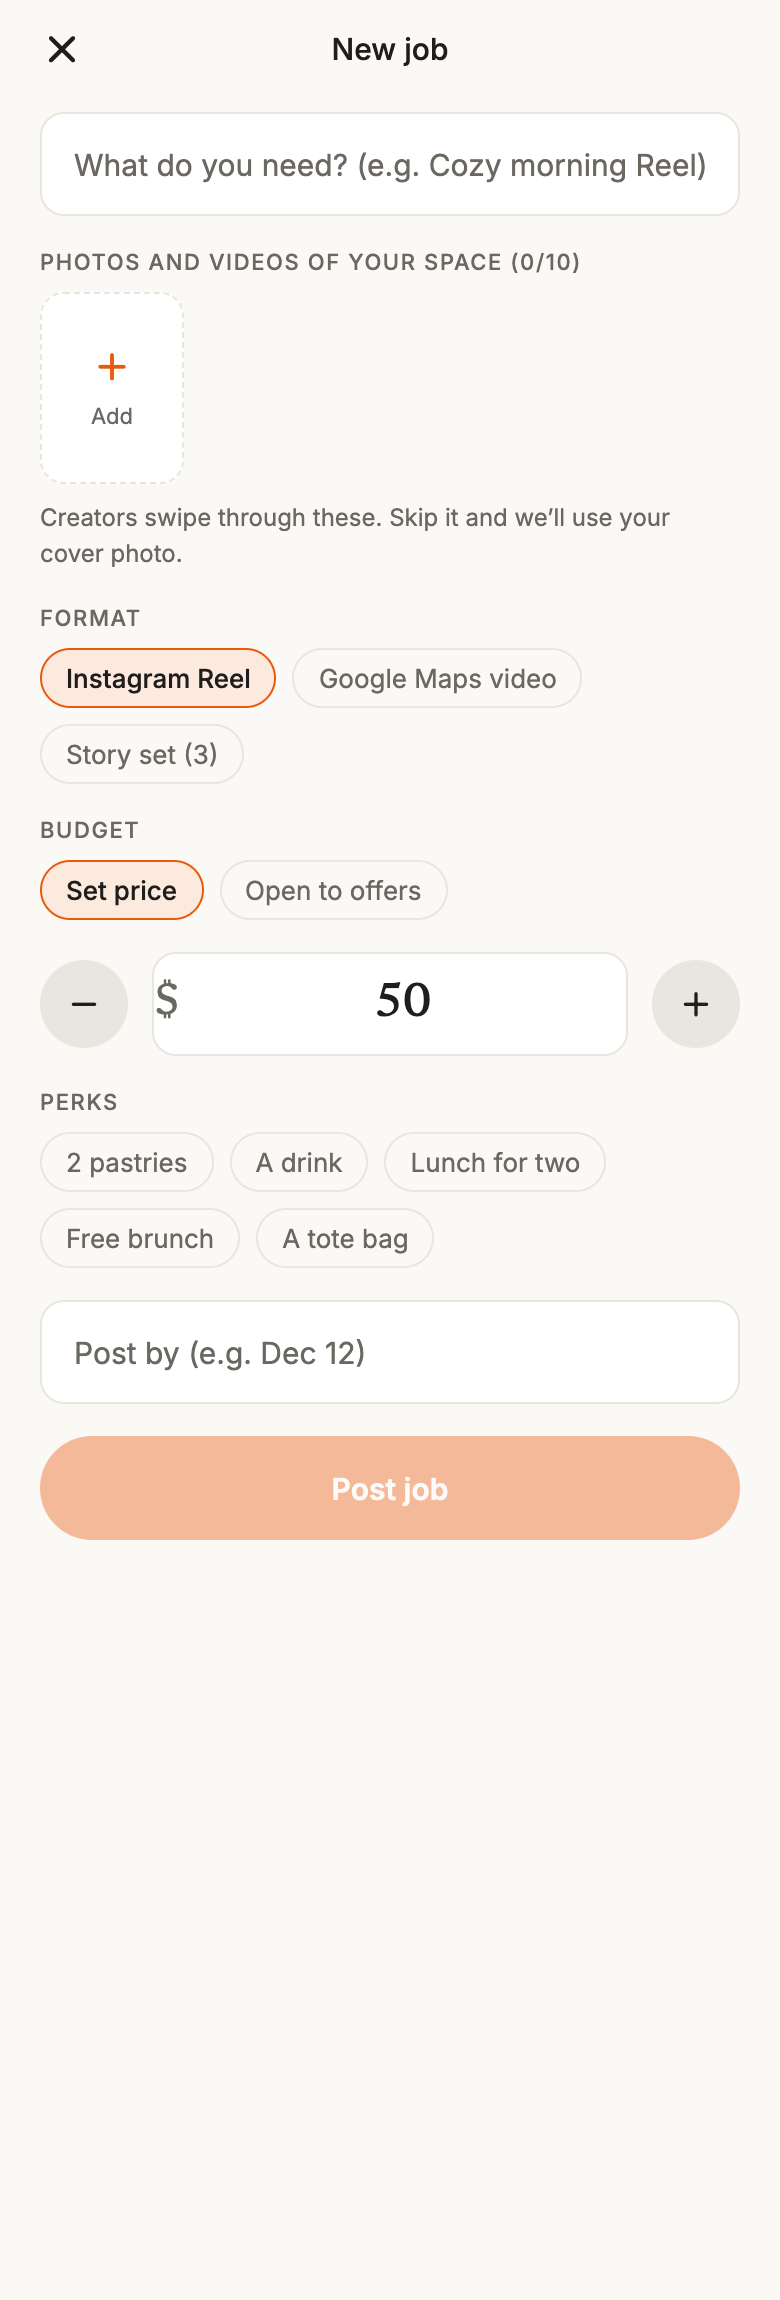 New job
What do you need? (e.g. Cozy morning Reel)
PHOTOS AND VIDEOS OF YOUR SPACE (0/10)
Add
Creators swipe through these. Skip it and we’ll use your
cover photo.
FORMAT
Instagram Reel
Google Maps video
Story set (3)
BUDGET
Set price
Open to offers
$ 50
PERKS
2 pastries
A drink
Lunch for two
Free brunch
A tote bag
Post by (e.g. Dec 12)
Post job